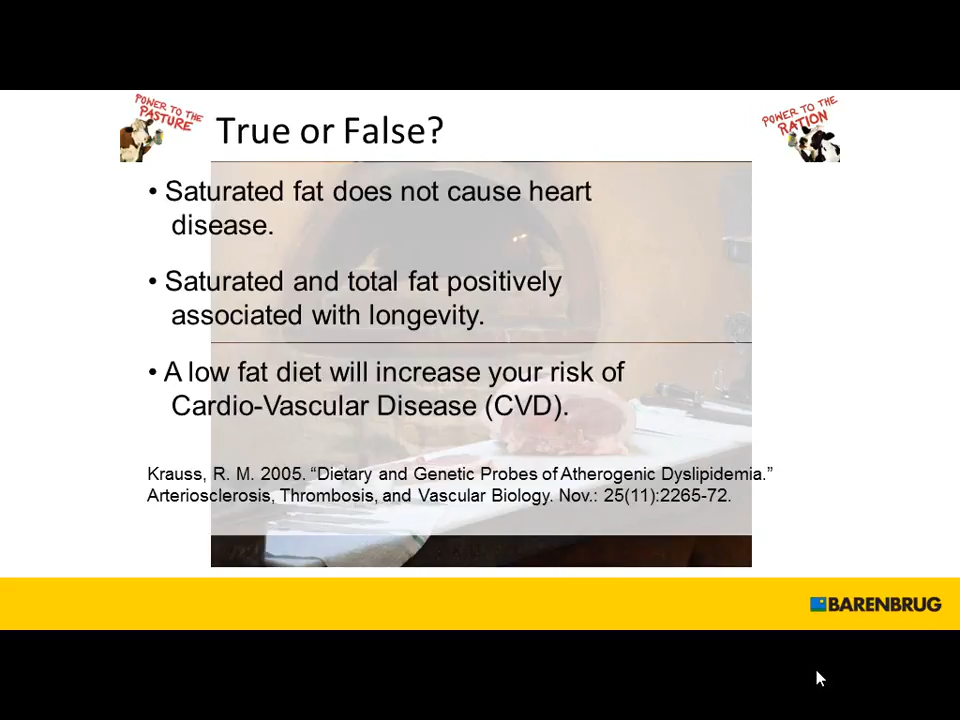 POWER TO THE
PASTURE
True or False?
POWER TO THE
RATION
• Saturated fat does not cause heart
disease.
• Saturated and total fat positively
associated with longevity.
• A low fat diet will increase your risk of
Cardio-Vascular Disease (CVD).
Krauss, R. M. 2005. “Dietary and Genetic Probes of Atherogenic Dyslipidemia.”
Arteriosclerosis, Thrombosis, and Vascular Biology. Nov.: 25(11):2265-72.
BARENBRUG